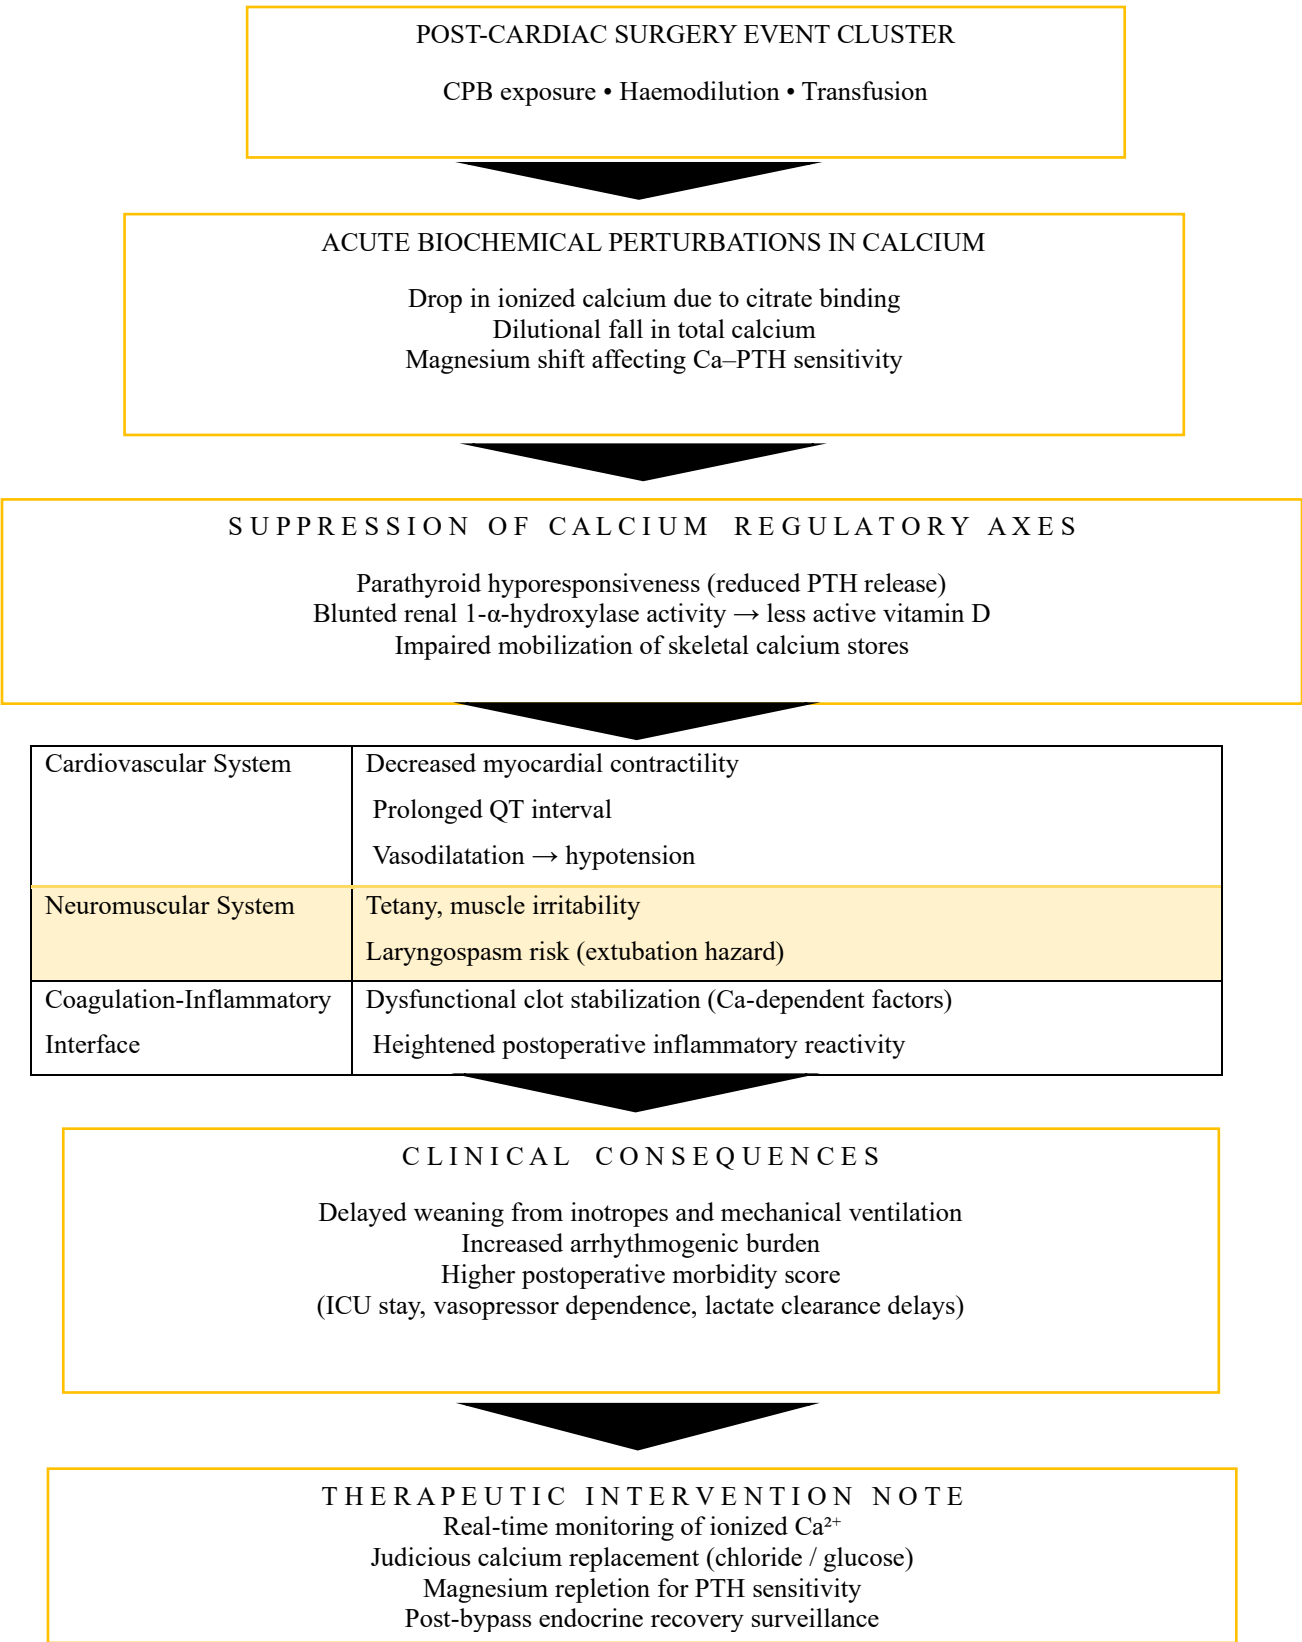 POST-CARDIAC SURGERY EVENT CLUSTER
CPB exposure • Haemodilution • Transfusion
ACUTE BIOCHEMICAL PERTURBATIONS IN CALCIUM
Drop in ionized calcium due to citrate binding
Dilutional fall in total calcium
Magnesium shift affecting Ca–PTH sensitivity
SUPPRESSION OF CALCIUM REGULATORY AXES
Parathyroid hyporesponsiveness (reduced PTH release)
Blunted renal 1-α-hydroxylase activity → less active vitamin D
Impaired mobilization of skeletal calcium stores
Cardiovascular System
Decreased myocardial contractility
Prolonged QT interval
Vasodilatation → hypotension
Neuromuscular System
Tetany, muscle irritability
Laryngospasm risk (extubation hazard)
Coagulation-Inflammatory
Interface
Dysfunctional clot stabilization (Ca-dependent factors)
Heightened postoperative inflammatory reactivity
CLINICAL CONSEQUENCES
Delayed weaning from inotropes and mechanical ventilation
Increased arrhythmogenic burden
Higher postoperative morbidity score
(ICU stay, vasopressor dependence, lactate clearance delays)
THERAPEUTIC INTERVENTION NOTE
Real-time monitoring of ionized Ca²⁺
Judicious calcium replacement (chloride / glucose)
Magnesium repletion for PTH sensitivity
Post-bypass endocrine recovery surveillance